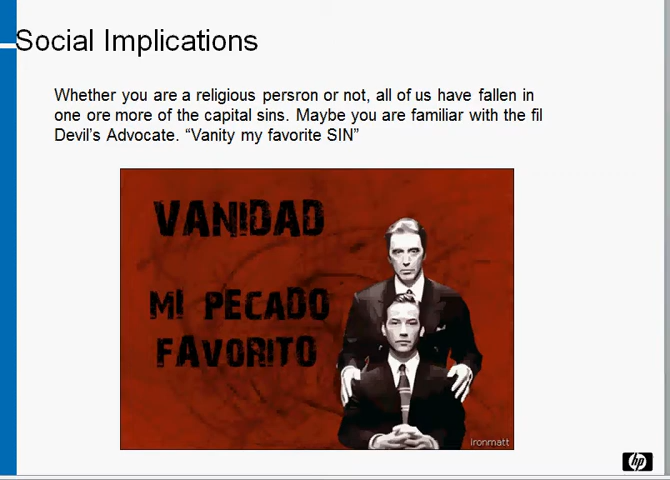 Social Implications
Whether you are a religious persron or not, all of us have fallen in
one ore more of the capital sins. Maybe you are familiar with the fil
Devil's Advocate. “Vanity my favorite SIN”
VANIDAD
MI PECADO
FAVORITO
ironmatt
hp